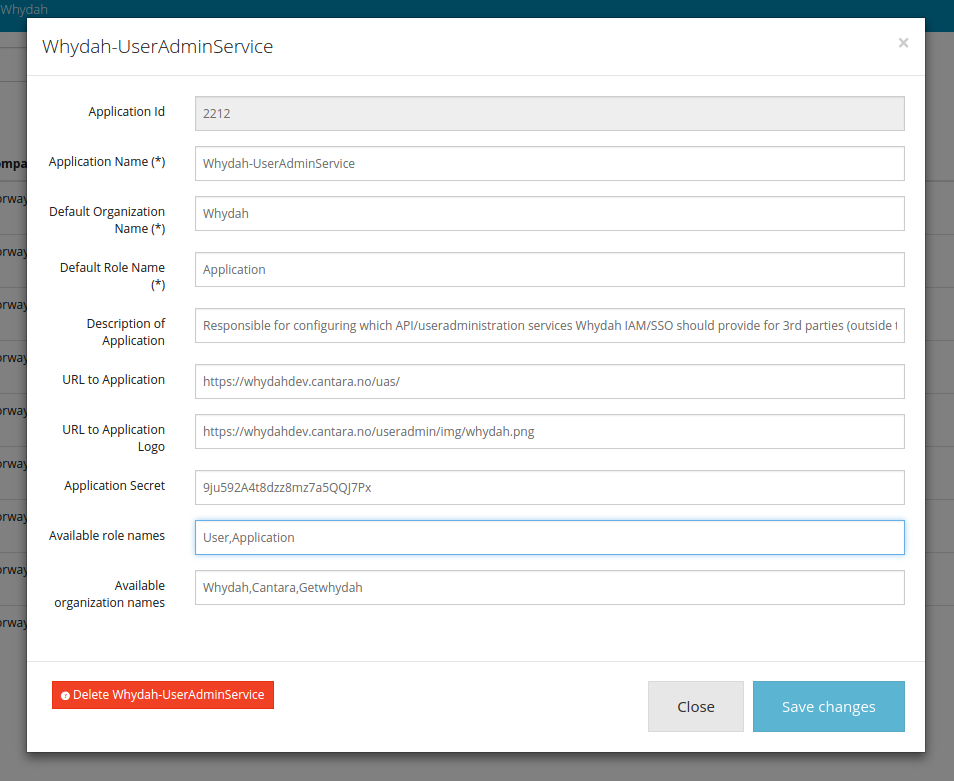 Whydah
Whydah-UserAdminService
×
Application Id
2212
Application Name (*)
Whydah-UserAdminService
Default Organization
Name (*)
Whydah
Default Role Name
(*)
Application
Description of
Application
Responsible for configuring which API/useradministration services Whydah IAM/SSO should provide for 3rd parties (outside t
URL to Application
https://whydahdev.cantara.no/uas/
URL to Application
Logo
https://whydahdev.cantara.no/useradmin/img/whydah.png
Application Secret
9ju592A4t8dzz8mz7a5QQJ7Px
Available role names
User,Application
Available
organization names
Whydah,Cantara,Getwhydah
ompa
orway
orway
orway
orway
orway
orway
orway
orway
orway
Delete Whydah-UserAdminService
Close
Save changes